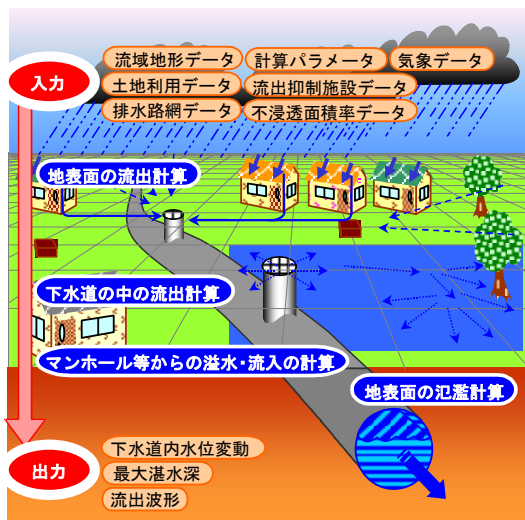 流域地形データ
計算パラメータ
気象データ
入力
土地利用データ
流出抑制施設データ
排水路網データ
不浸透面積率データ
地表面の流出計算
下水道の中の流出計算
マンホール等からの溢水・流入の計算
地表面の氾濫計算
出力
下水道内水位変動
最大湛水深
流出波形